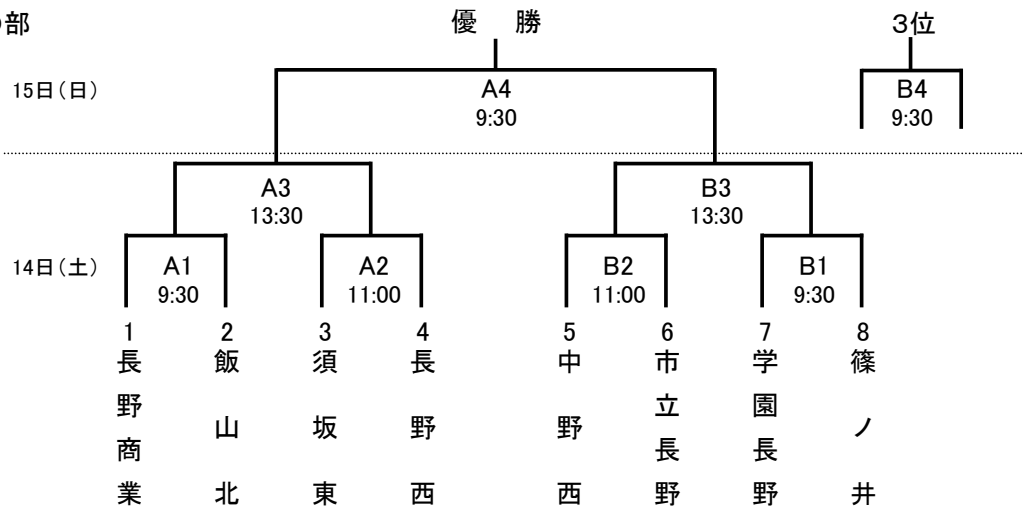 の部
優 勝
3位
15日(日)
A4
9:30
B4
9:30
A3
13:30
B3
13:30
14日(土)
A1
9:30
A2
11:00
B2
11:00
B1
9:30
1 2 3 4 5 6 7 8
長野商業
飯山北
須坂東
長野西
中野西
市立長野
学園長野
篠ノ井